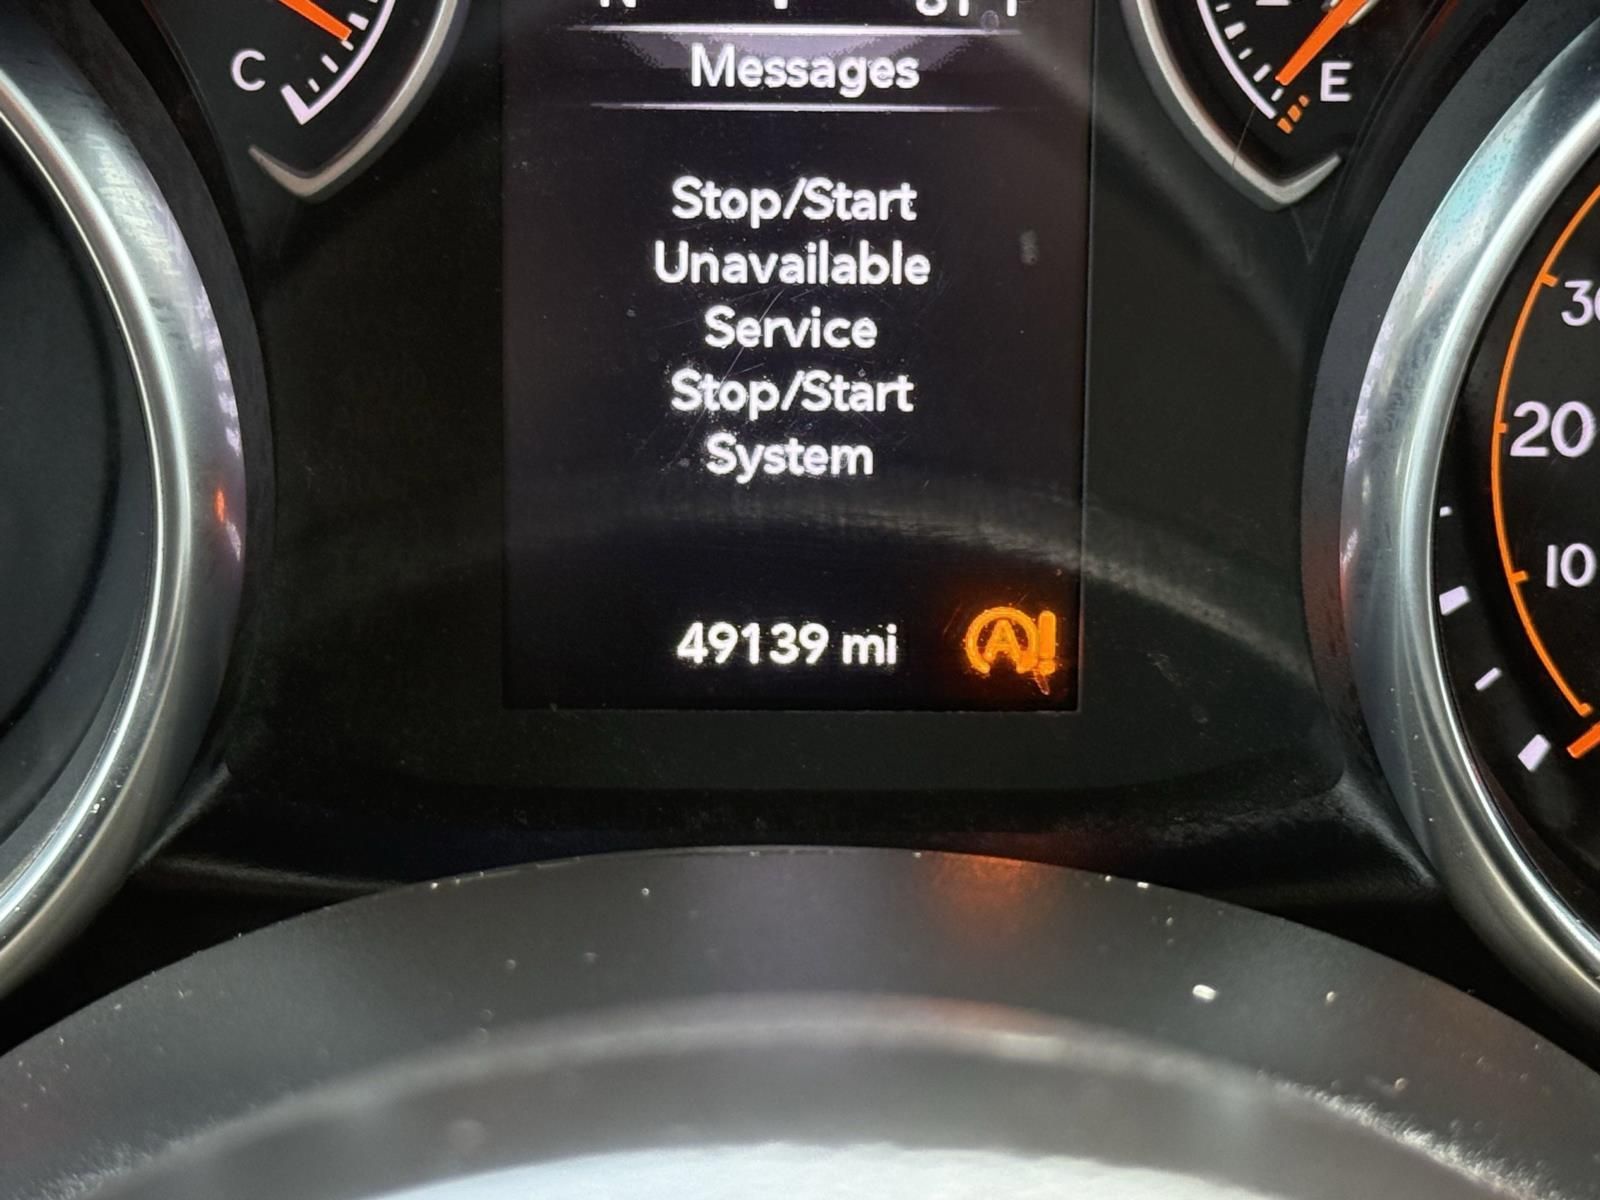 C
E
Messages
Stop/Start
Unavailable
Service
Stop/Start
System
49139 mi
A!
20
10